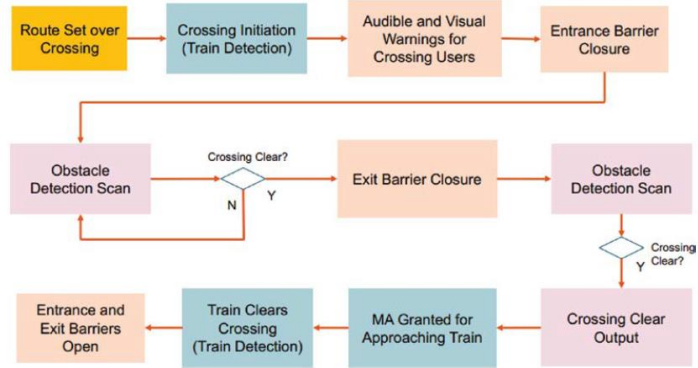 Route Set over
Crossing
Crossing Initiation
(Train Detection)
Audible and Visual
Warnings for
Crossing Users
Entrance Barrier
Closure
Obstacle
Detection Scan
Crossing Clear?
N
Y
Exit Barrier Closure
Obstacle
Detection Scan
Crossing
Clear?
Y
Entrance and
Exit Barriers
Open
Train Clears
Crossing
(Train Detection)
MA Granted for
Approaching Train
Crossing Clear
Output